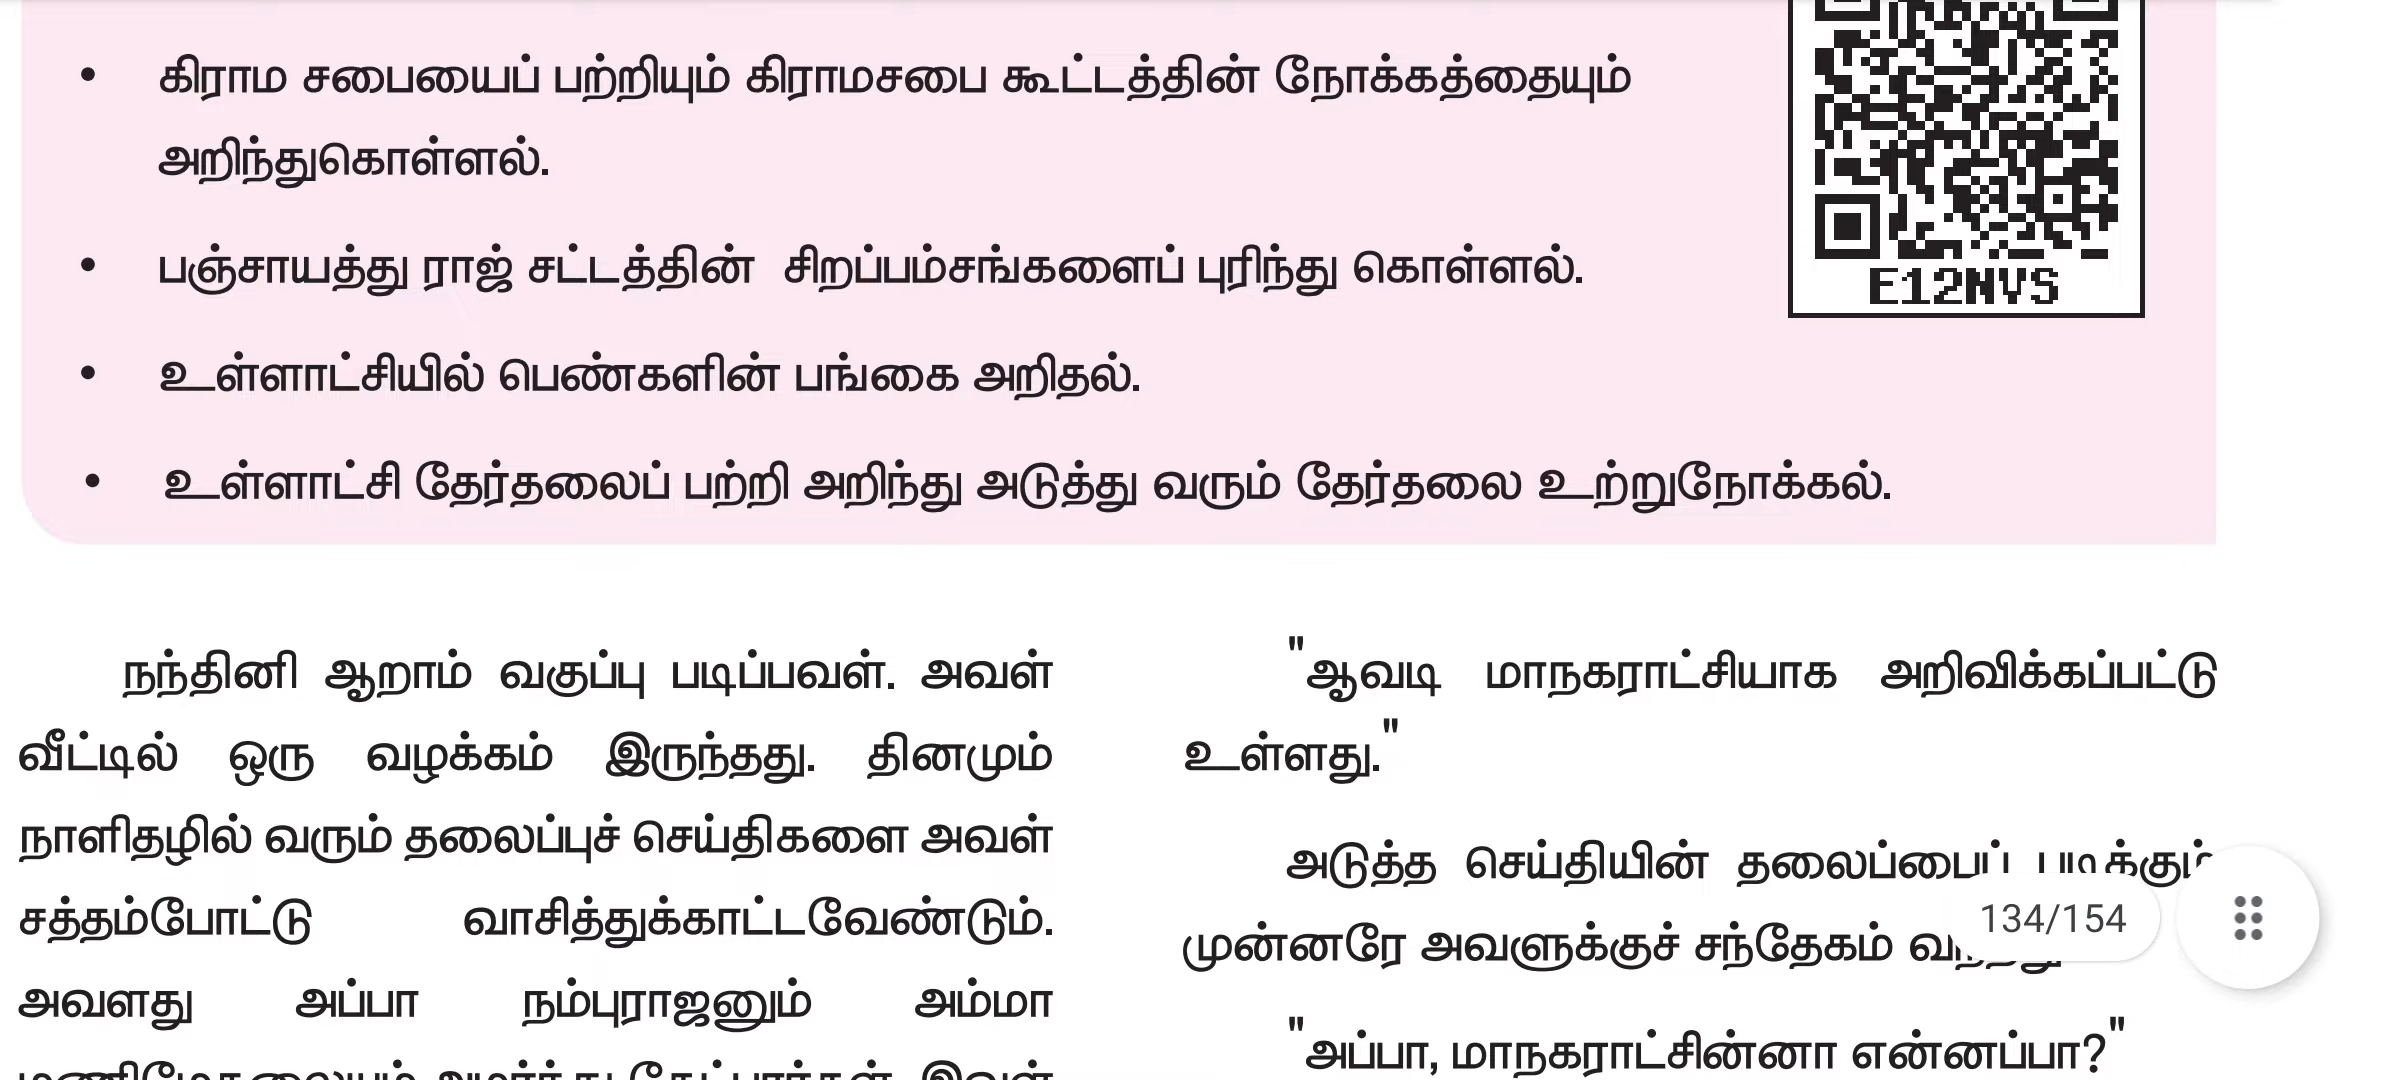 • கிராம சபையைப் பற்றியும் கிராமசபை கூட்டத்தின் நோக்கத்தையும்
அறிந்துகொள்ளல்.
• பஞ்சாயத்து ராஜ் சட்டத்தின் சிறப்பம்சங்களைப் புரிந்து கொள்ளல்.
• உள்ளாட்சியில் பெண்களின் பங்கை அறிதல்.
• உள்ளாட்சி தேர்தலைப் பற்றி அறிந்து அடுத்து வரும் தேர்தலை உற்றுநோக்கல்.
E12NVS
நந்தினி ஆறாம் வகுப்பு படிப்பவள். அவள்
வீட்டில் ஒரு வழக்கம் இருந்தது. தினமும்
நாளிதழில் வரும் தலைப்புச் செய்திகளை அவள்
சத்தம்போட்டு வாசித்துக்காட்டவேண்டும்.
அவளது அப்பா நம்புராஜனும் அம்மா
"ஆவடி மாநகராட்சியாக அறிவிக்கப்பட்டு
உள்ளது."
அடுத்த செய்தியின் தலைப்பைப்
முன்னரே அவளுக்குச் சந்தேகம்
"அப்பா, மாநகராட்சின்னா என்னப்பா?"
134/154